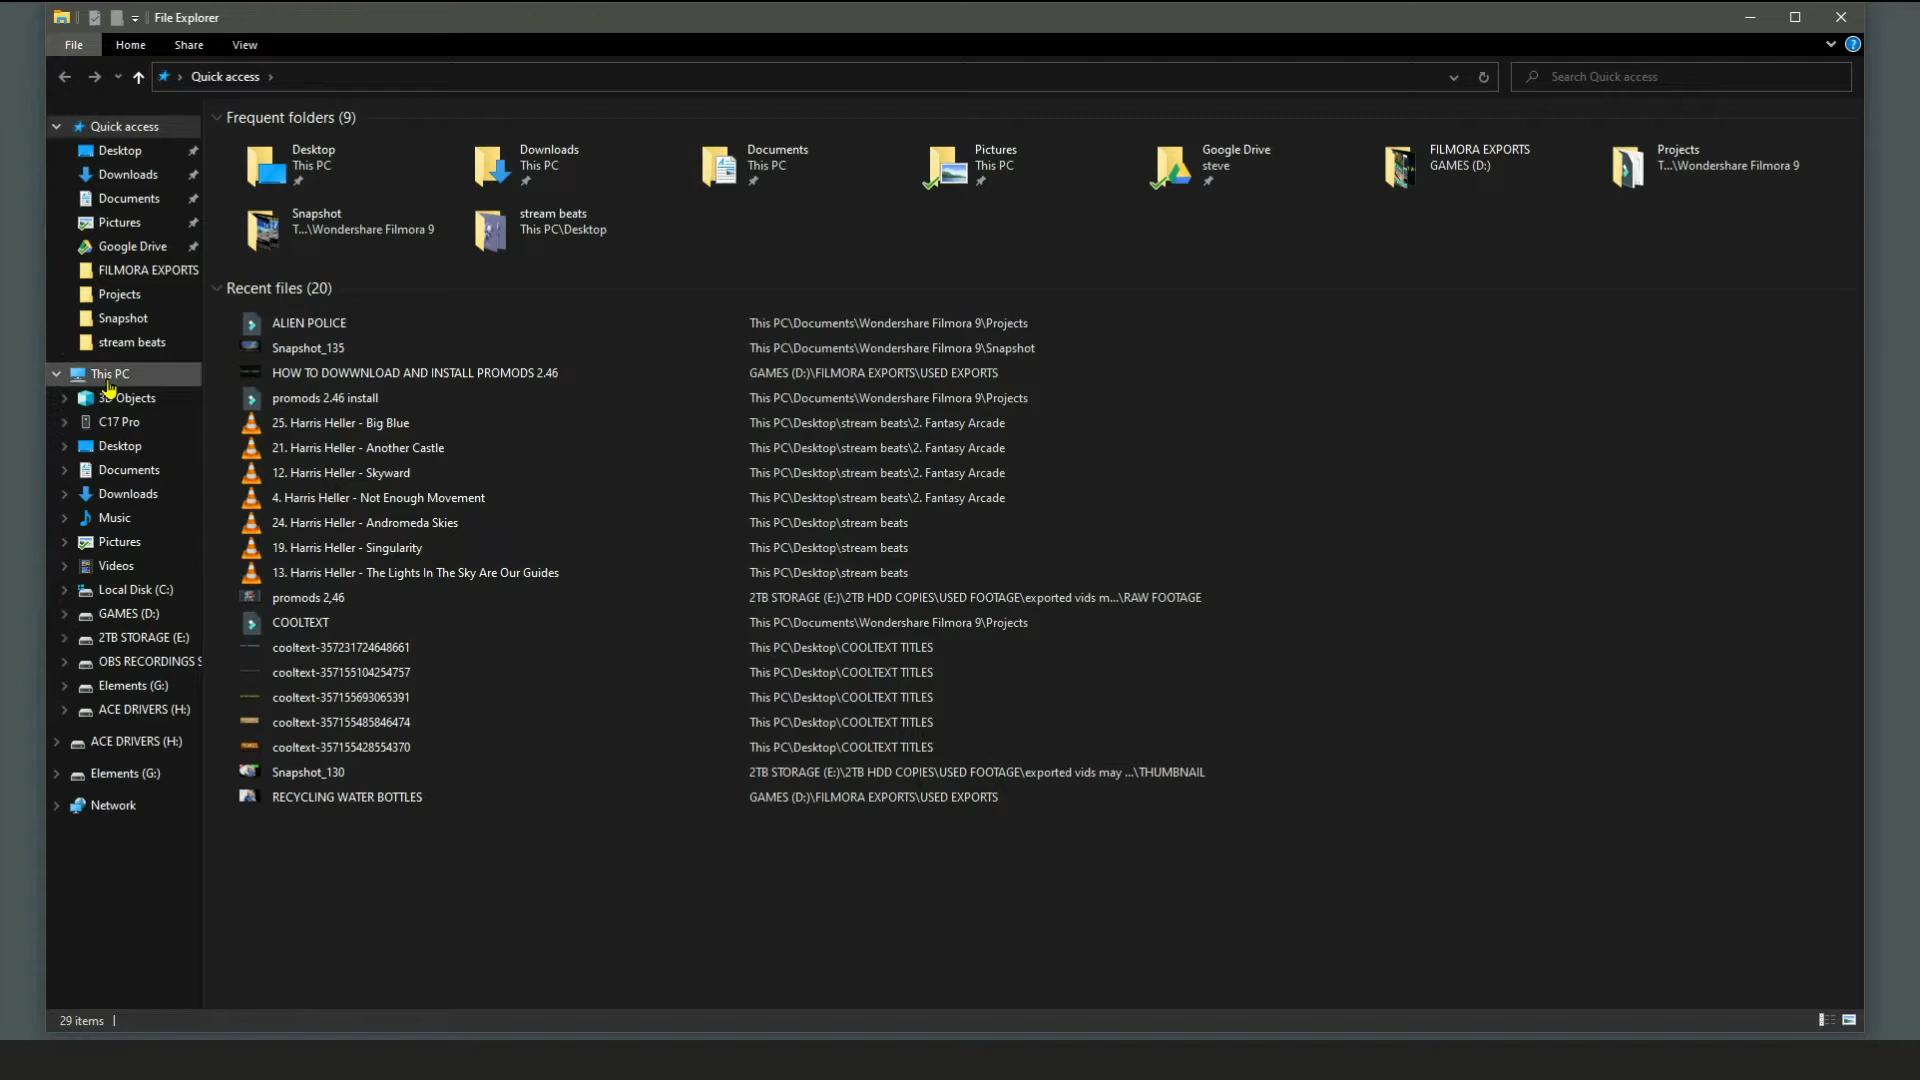 File Explorer
File Home Share View
Quick access
Search Quick access
Quick access
Desktop
Downloads
Documents
Pictures
Google Drive
FILMORA EXPORTS
Projects
Snapshot
stream beats
This PC
3D Objects
C17 Pro
Desktop
Documents
Downloads
Music
Pictures
Videos
Local Disk (C:)
GAMES (D:)
2TB STORAGE (E:)
OBS RECORDINGS S
Elements (G:)
ACE DRIVERS (H:)
ACE DRIVERS (H:)
Elements (G:)
Network
Frequent folders (9)
Desktop
This PC
Downloads
This PC
Documents
This PC
Pictures
This PC
Google Drive
steve
FILMORA EXPORTS
GAMES (D:)
Projects
T...\Wondershare Filmora 9
Snapshot
T...\Wondershare Filmora 9
stream beats
This PC\Desktop
Recent files (20)
ALIEN POLICE This PC\Documents\Wondershare Filmora 9\Projects
Snapshot_135 This PC\Documents\Wondershare Filmora 9\Snapshot
HOW TO DOWWNLOAD AND INSTALL PROMODS 2.46 GAMES (D:)\FILMORA EXPORTS\USED EXPORTS
promods 2.46 install This PC\Documents\Wondershare Filmora 9\Projects
25. Harris Heller - Big Blue This PC\Desktop\stream beats\2. Fantasy Arcade
21. Harris Heller - Another Castle This PC\Desktop\stream beats\2. Fantasy Arcade
12. Harris Heller - Skyward This PC\Desktop\stream beats\2. Fantasy Arcade
4. Harris Heller - Not Enough Movement This PC\Desktop\stream beats\2. Fantasy Arcade
24. Harris Heller - Andromeda Skies This PC\Desktop\stream beats
19. Harris Heller - Singularity This PC\Desktop\stream beats
13. Harris Heller - The Lights In The Sky Are Our Guides This PC\Desktop\stream beats
promods 2,46 2TB STORAGE (E:)\2TB HDD COPIES\USED FOOTAGE\exported vids m...\RAW FOOTAGE
COOLTEXT This PC\Documents\Wondershare Filmora 9\Projects
cooltext-357231724648661 This PC\Desktop\COOLTEXT TITLES
cooltext-357155104254757 This PC\Desktop\COOLTEXT TITLES
cooltext-357155693065391 This PC\Desktop\COOLTEXT TITLES
cooltext-357155485846474 This PC\Desktop\COOLTEXT TITLES
cooltext-357155428554370 This PC\Desktop\COOLTEXT TITLES
Snapshot_130 2TB STORAGE (E:)\2TB HDD COPIES\USED FOOTAGE\exported vids may ...\THUMBNAIL
RECYCLING WATER BOTTLES GAMES (D:)\FILMORA EXPORTS\USED EXPORTS
29 items